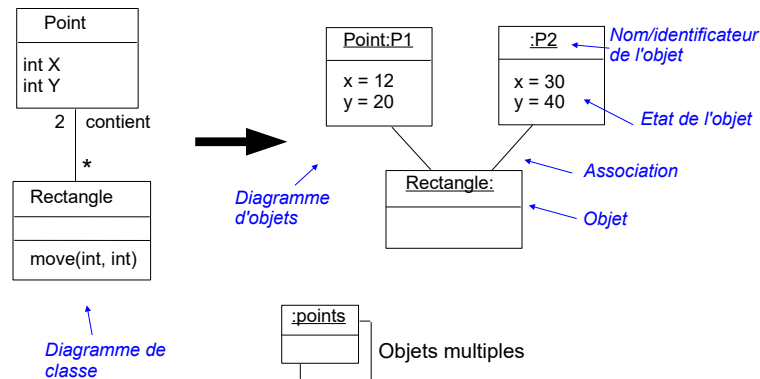 Point
int X
int Y
2 contient
*
Rectangle
move(int, int)
Diagramme de
classe
Point:P1
x = 12
y = 20
:P2
x = 30
y = 40
Nom/identificateur
de l'objet
Etat de l'objet
Association
Rectangle:
Objet
Diagramme
d'objets
:points
Objets multiples